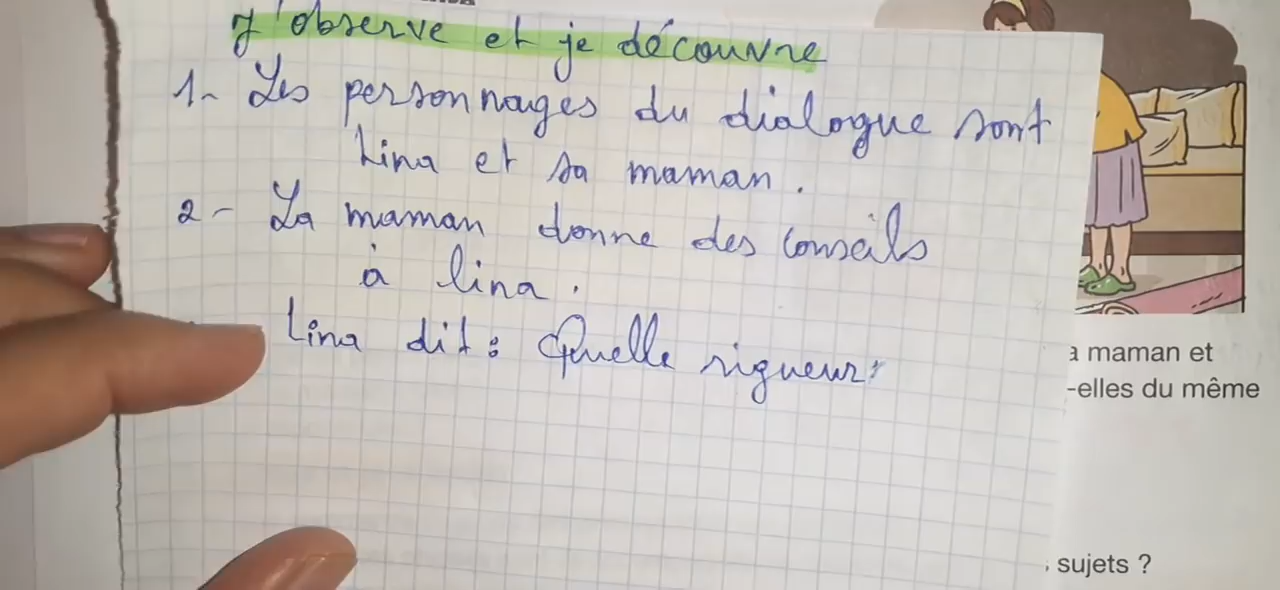 J'observe et je découvre
1- Les personnages du dialogue sont
Lina et sa maman.
2- La maman donne des conseils
à lina.
Lina dit: Quelle rigueur!
a maman et
-elles du même
sujets ?